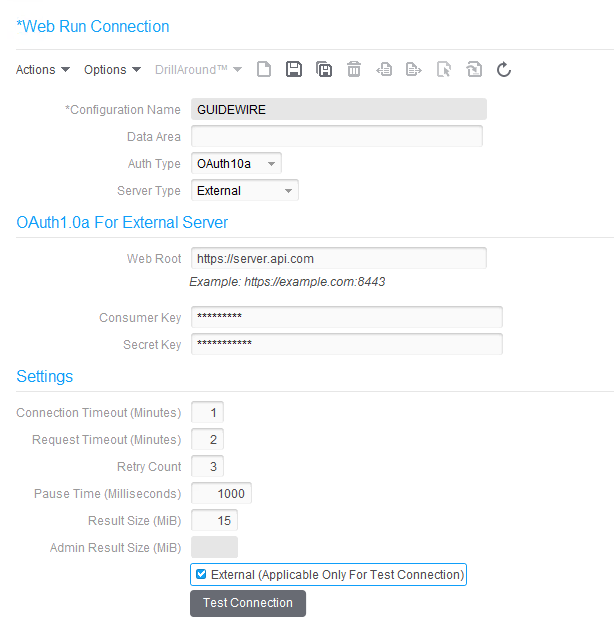 *Web Run Connection
Actions Options DrillAround™
*Configuration Name GUIDEWIRE
Data Area
Auth Type OAuth10a
Server Type External
OAuth1.0a For External Server
Web Root https://server.api.com
Example: https://example.com:8443
Consumer Key *********
Secret Key ***********
Settings
Connection Timeout (Minutes) 1
Request Timeout (Minutes) 2
Retry Count 3
Pause Time (Milliseconds) 1000
Result Size (MiB) 15
Admin Result Size (MiB)
External (Applicable Only For Test Connection)
Test Connection